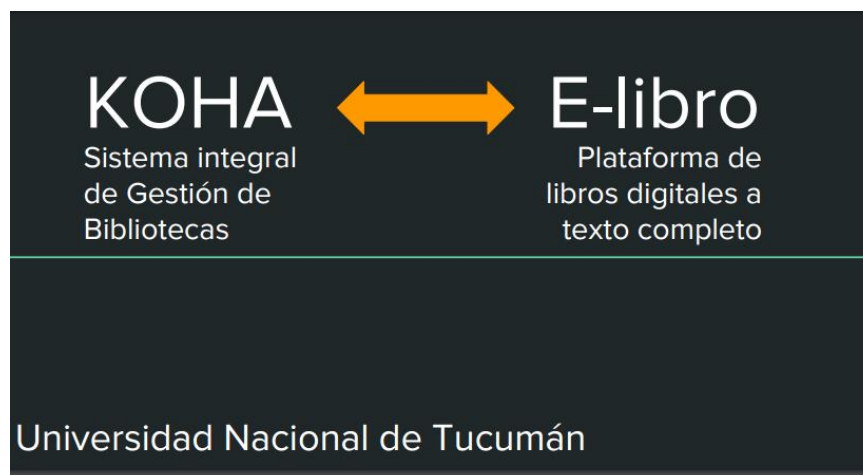 KOHA
Sistema integral
de Gestión de
Bibliotecas
E-libro
Plataforma de
libros digitales a
texto completo
Universidad Nacional de Tucumán